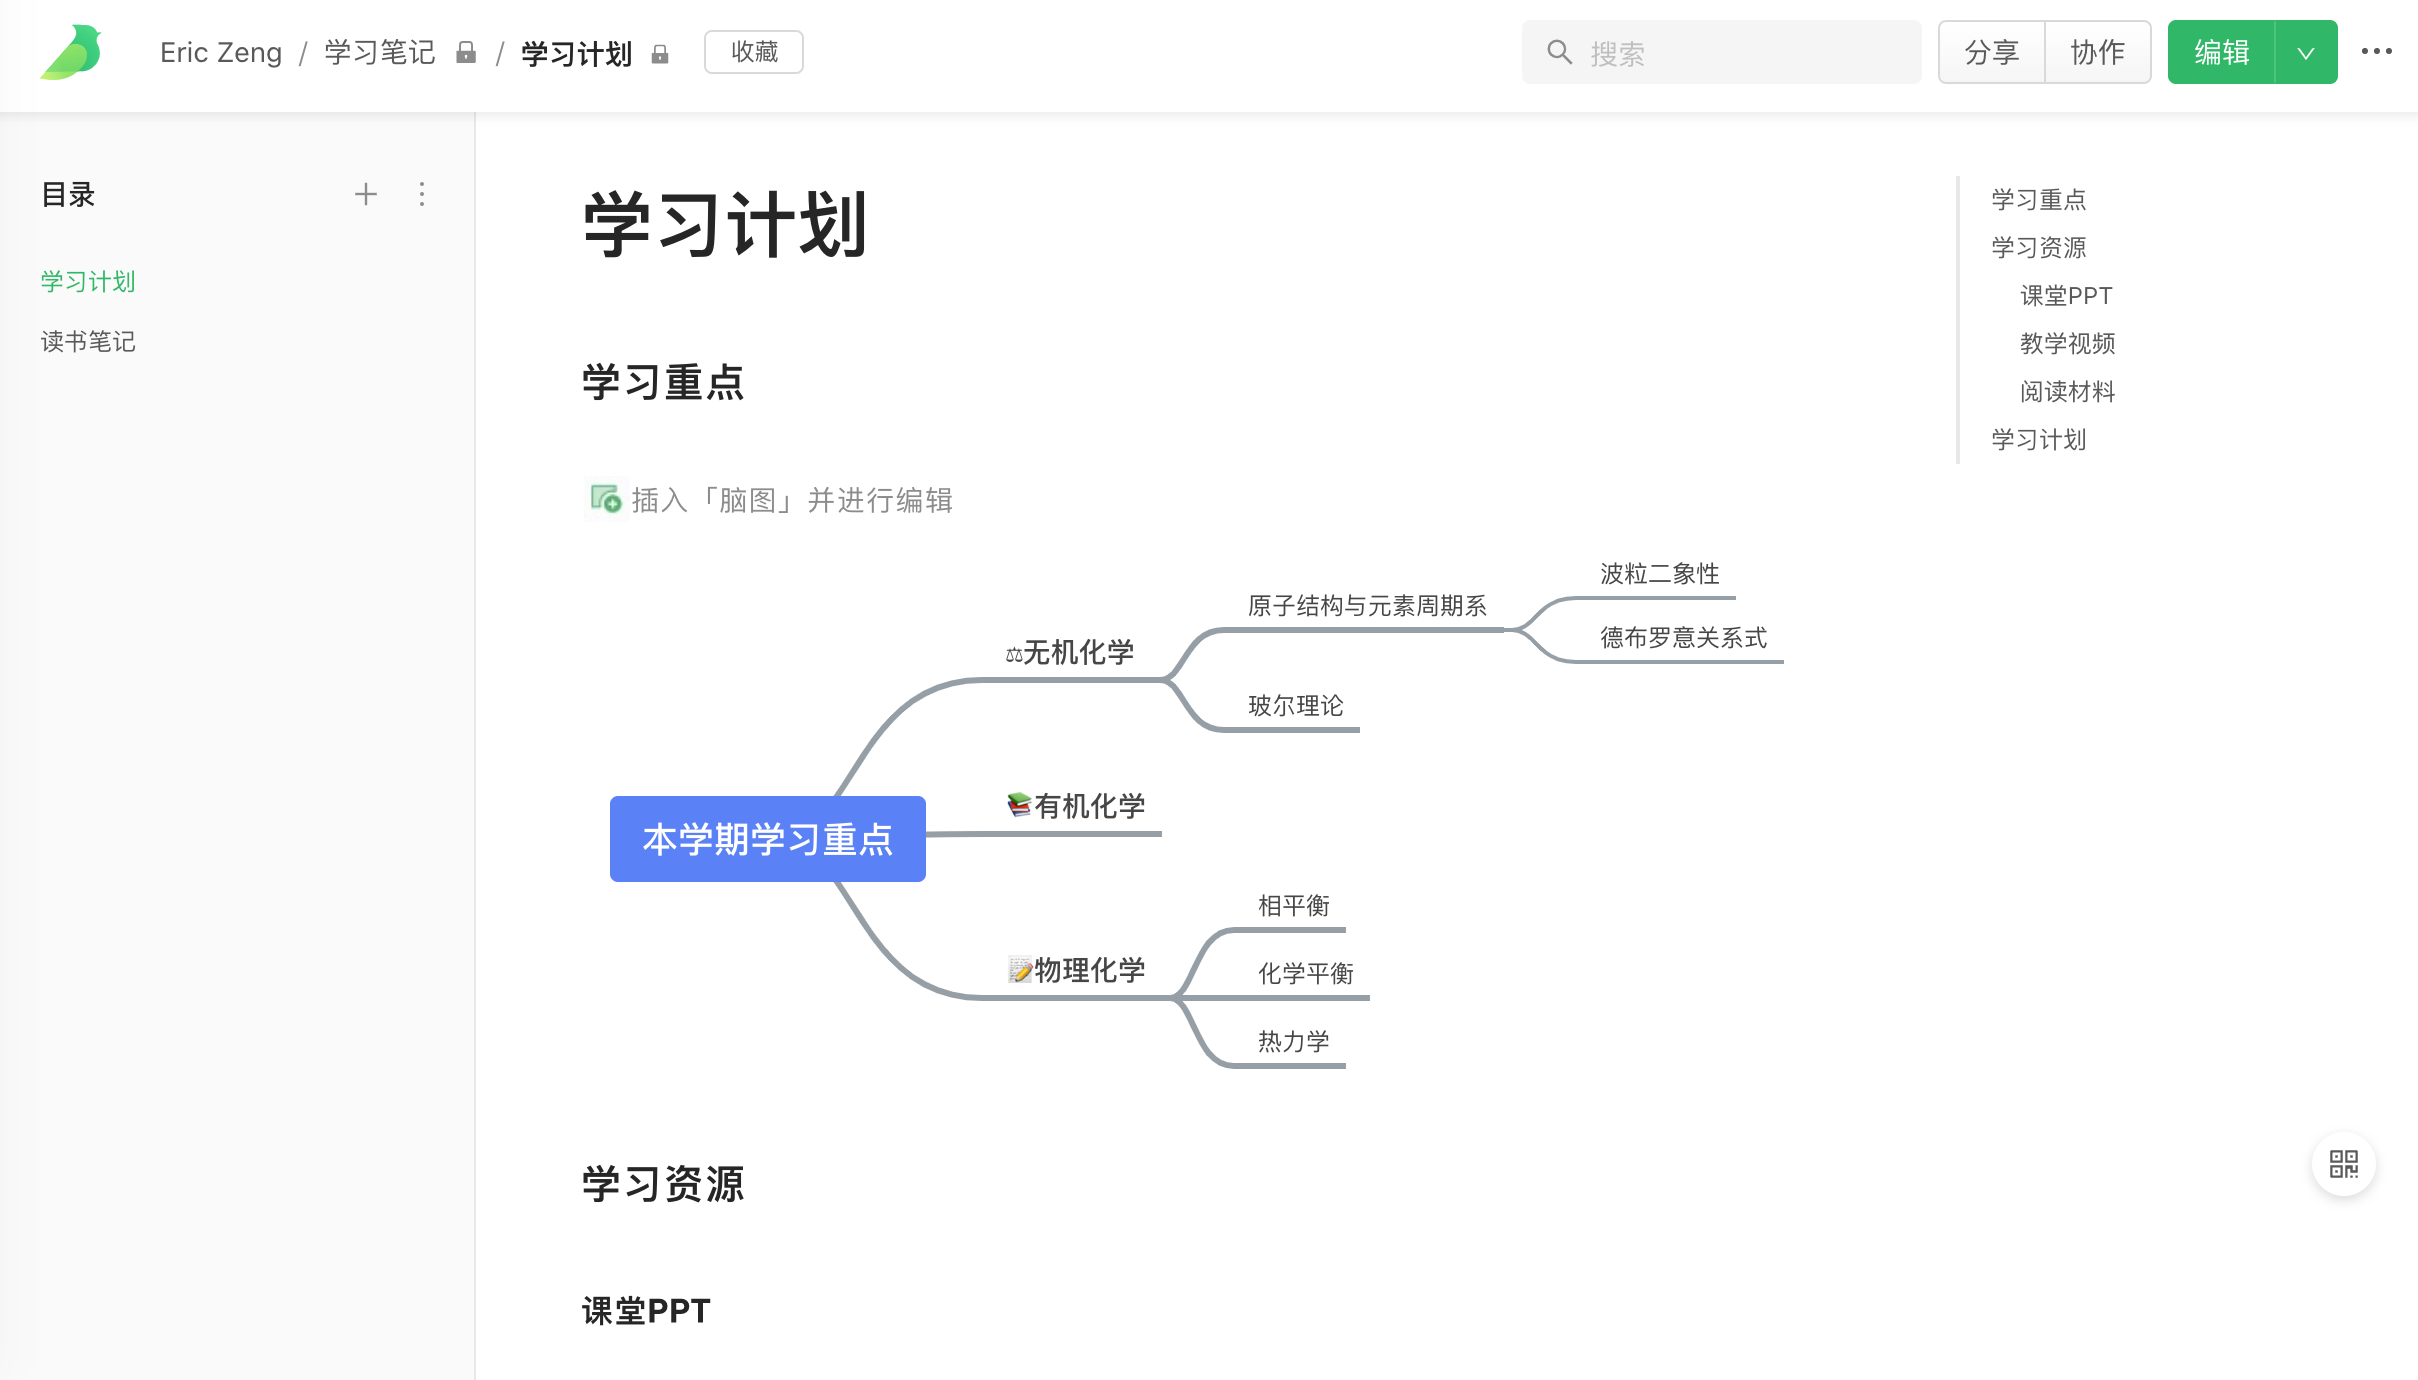 Eric Zeng / 学习笔记 / 学习计划 收藏 搜索 分享 协作 编辑
目录
学习计划
读书笔记
学习计划
学习重点
插入「脑图」并进行编辑
本学期学习重点
⚖无机化学
原子结构与元素周期系
波粒二象性
德布罗意关系式
玻尔理论
📚有机化学
📝物理化学
相平衡
化学平衡
热力学
学习资源
课堂PPT
学习重点
学习资源
课堂PPT
教学视频
阅读材料
学习计划